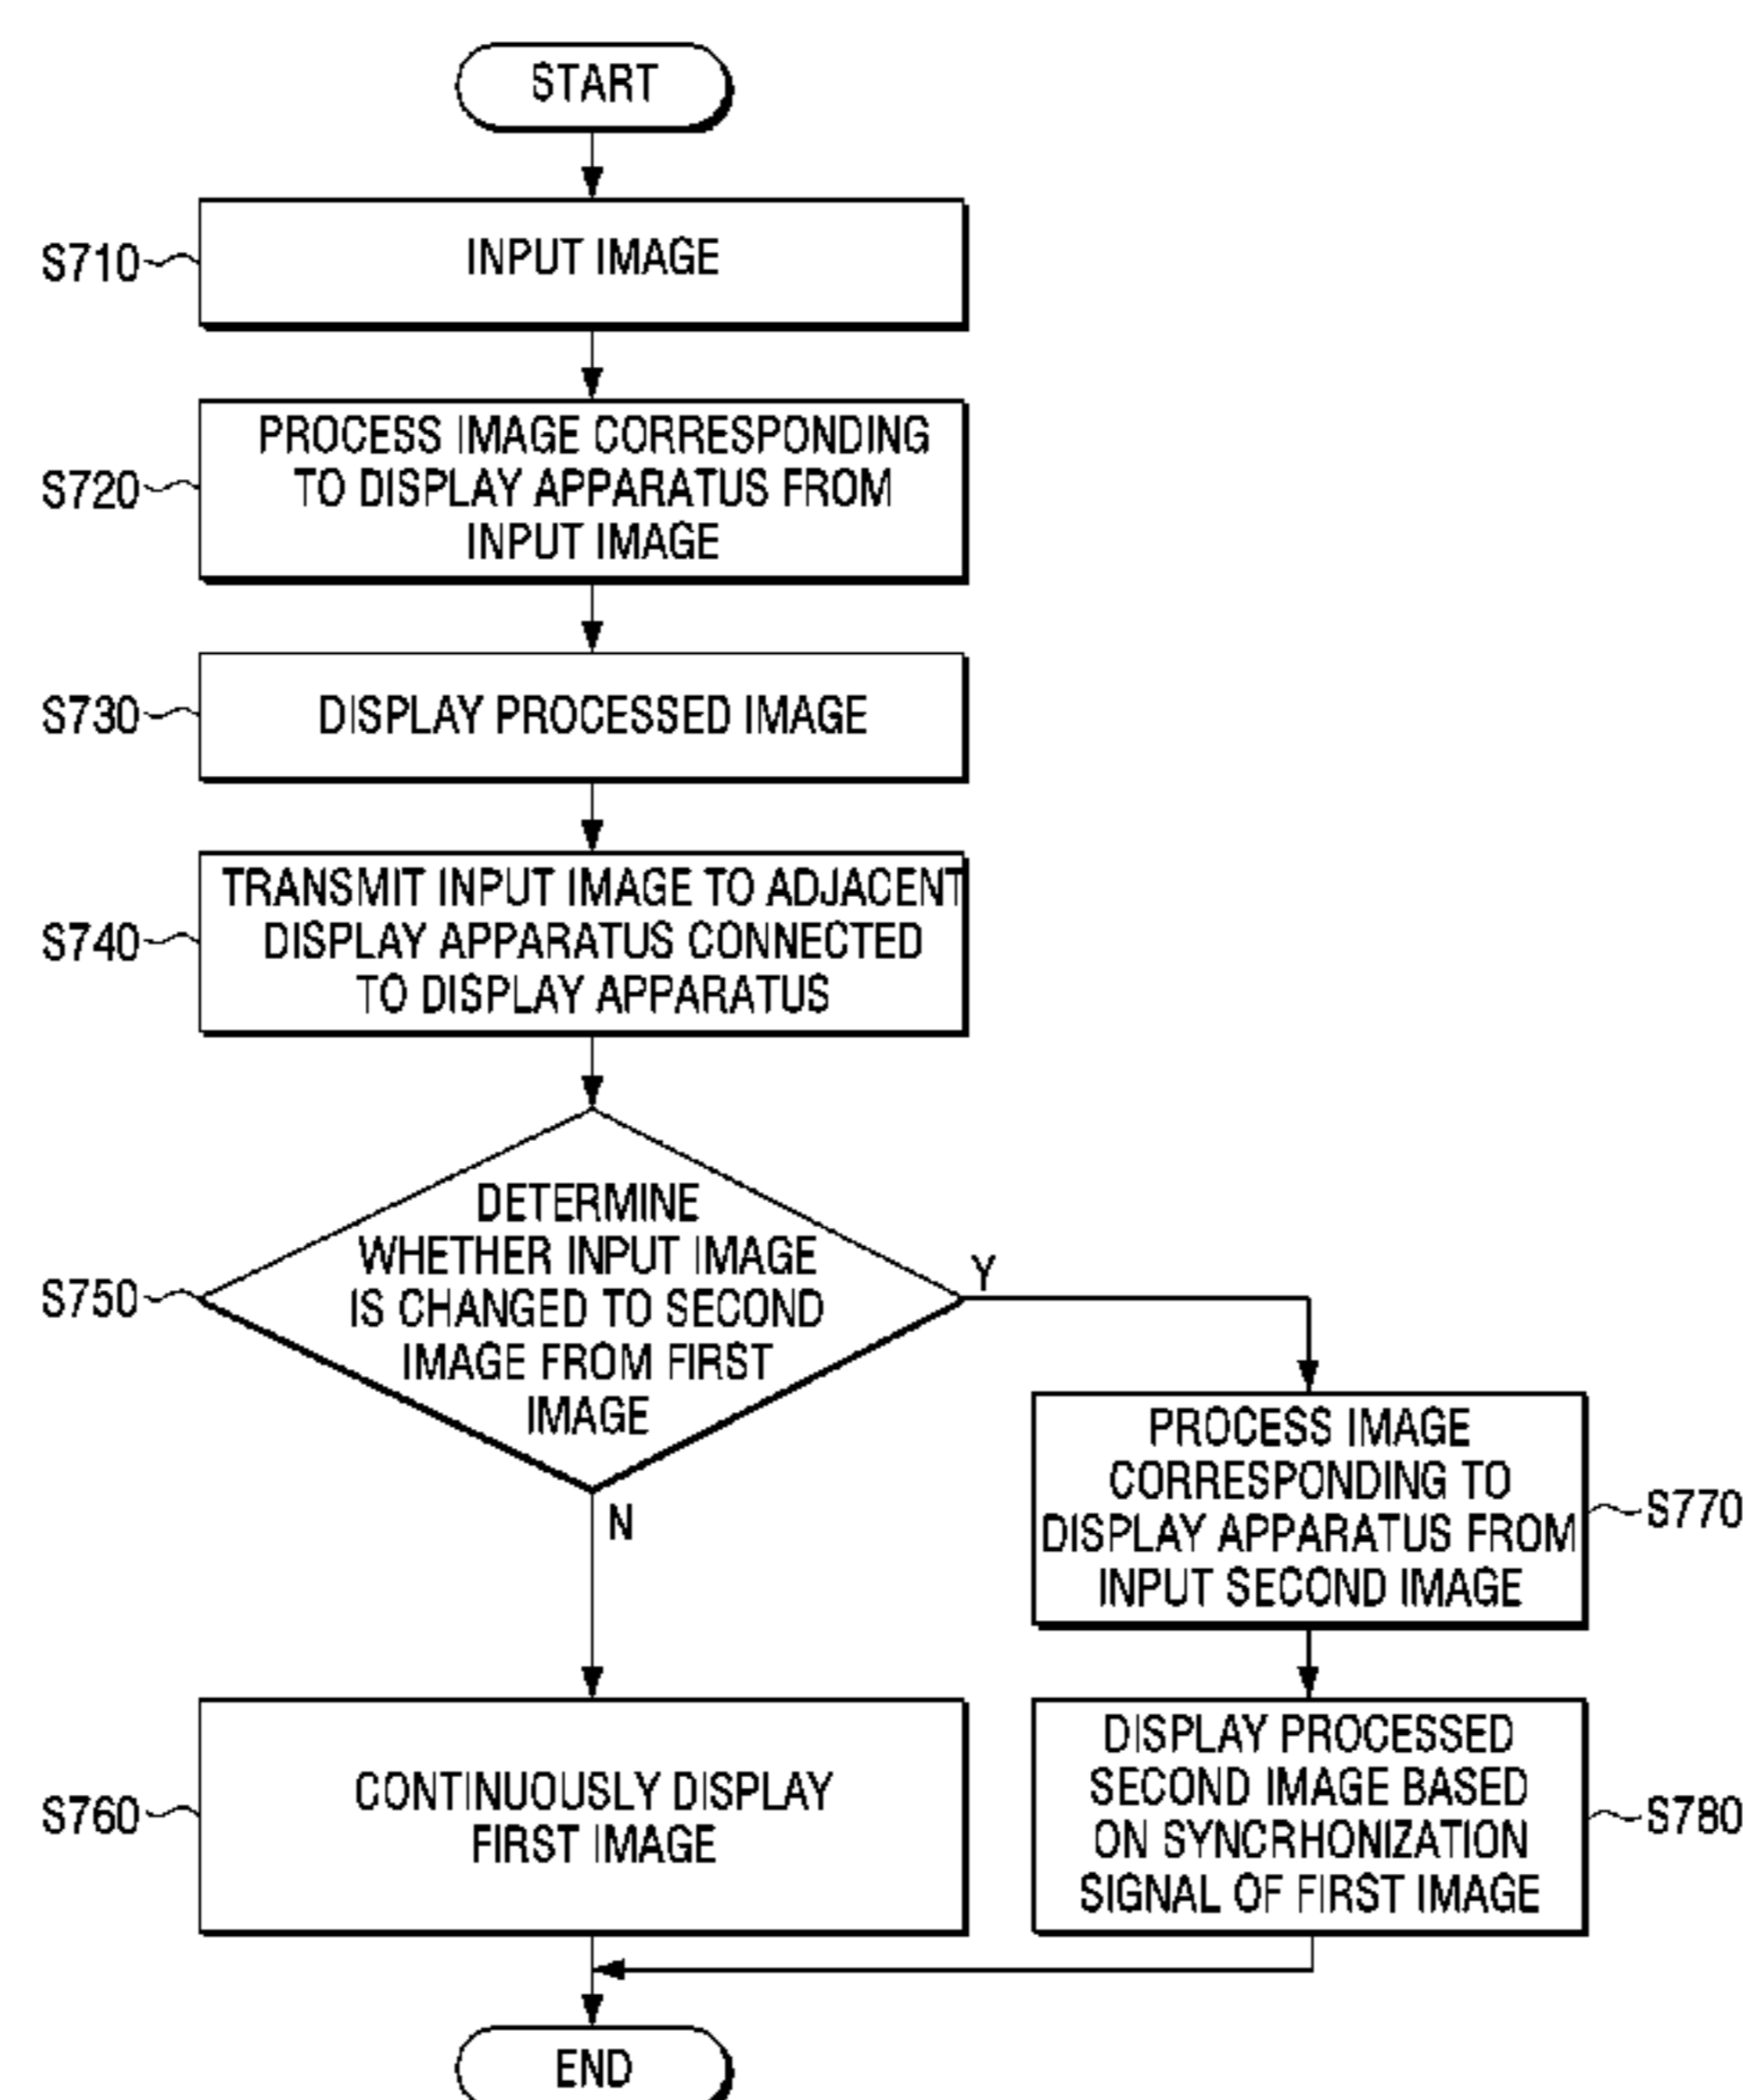 START
S710
INPUT IMAGE
S720
PROCESS IMAGE CORRESPONDING
TO DISPLAY APPARATUS FROM
INPUT IMAGE
S730
DISPLAY PROCESSED IMAGE
S740
TRANSMIT INPUT IMAGE TO ADJACENT
DISPLAY APPARATUS CONNECTED
TO DISPLAY APPARATUS
S750
DETERMINE
WHETHER INPUT IMAGE
IS CHANGED TO SECOND
IMAGE FROM FIRST
IMAGE
Y
N
S760
CONTINUOUSLY DISPLAY
FIRST IMAGE
PROCESS IMAGE
CORRESPONDING TO
DISPLAY APPARATUS FROM
INPUT SECOND IMAGE
S770
DISPLAY PROCESSED
SECOND IMAGE BASED
ON SYNCRHONIZATION
SIGNAL OF FIRST IMAGE
S780
END